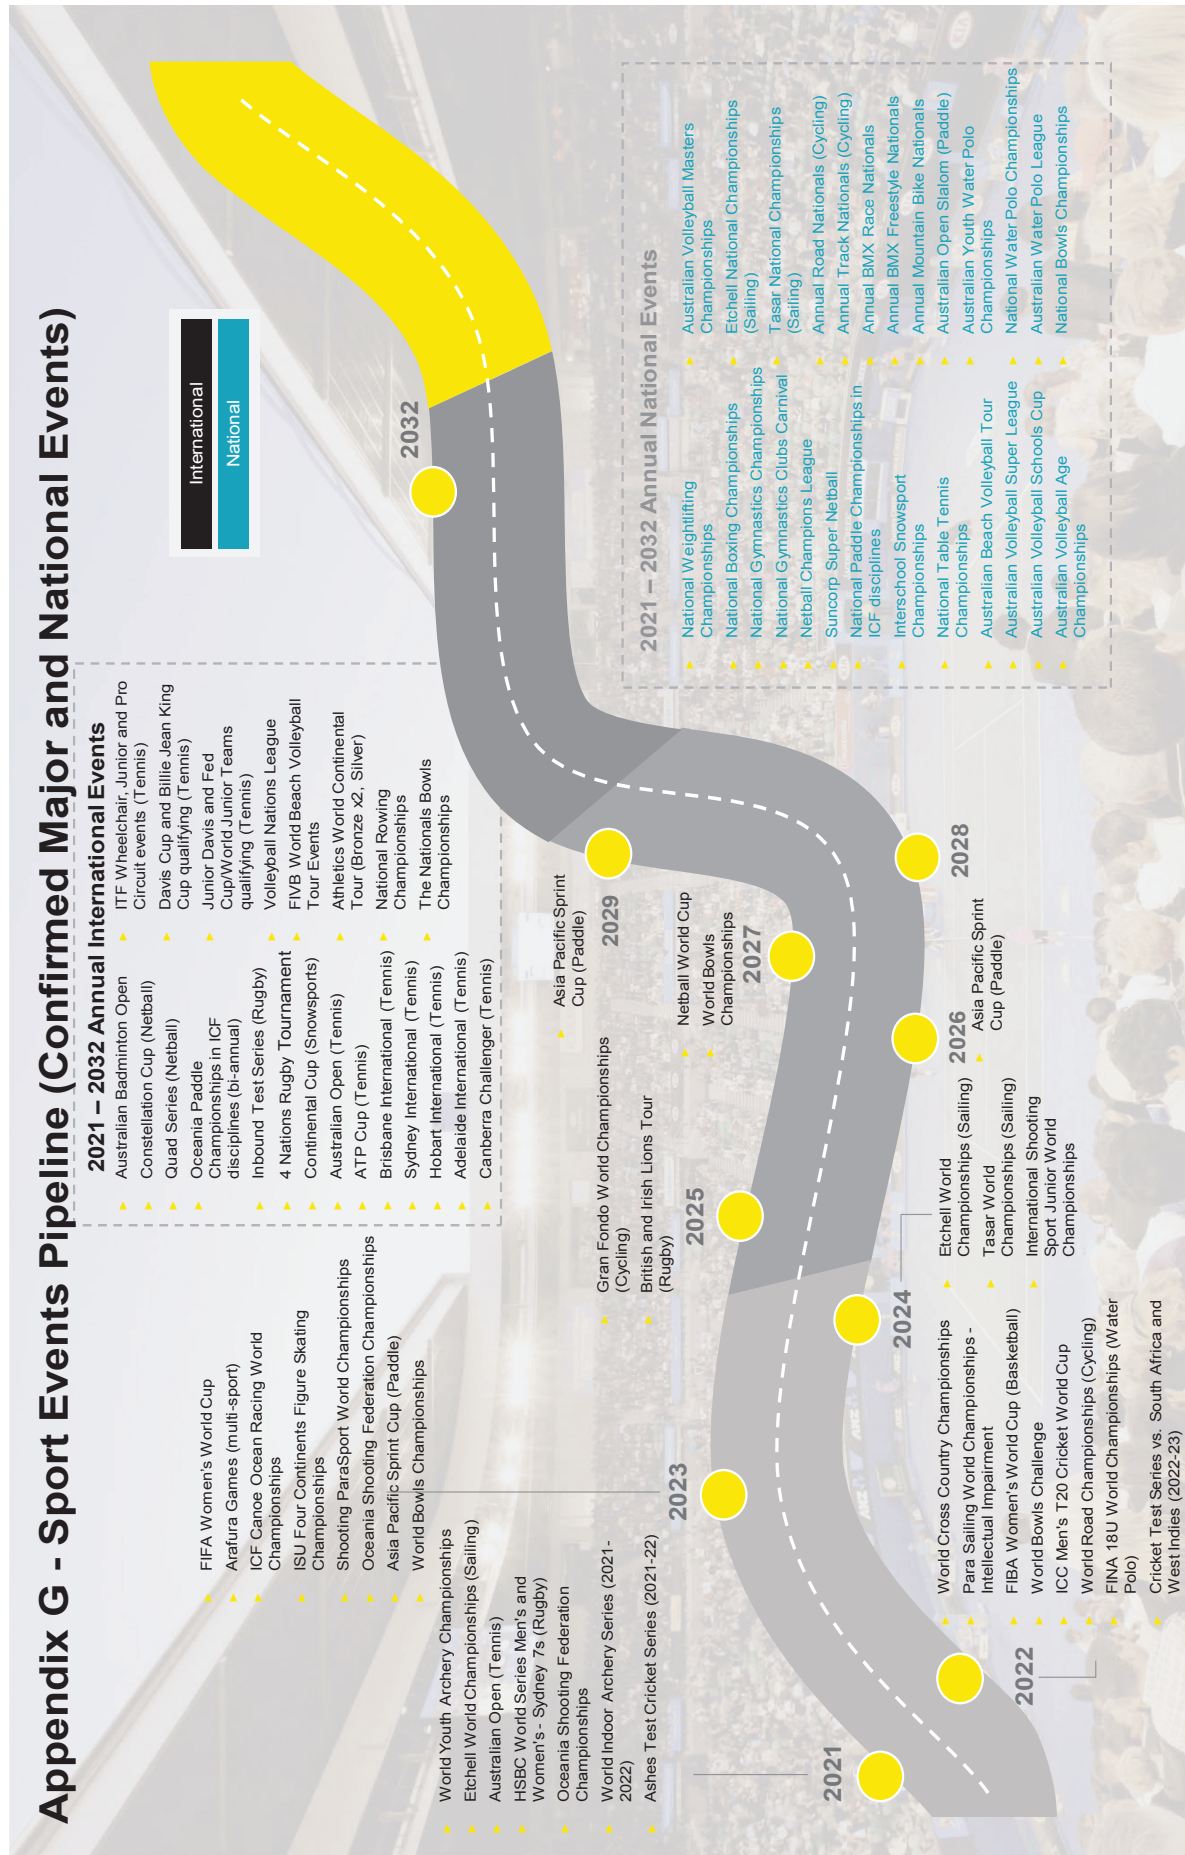 Appendix G - Sport Events Pipeline (Confirmed Major and National Events)
International
National
2021 – 2032 Annual International Events
Australian Badminton Open
Constellation Cup (Netball)
Quad Series (Netball)
Oceania Paddle
Championships in ICF
disciplines (bi-annual)
Inbound Test Series (Rugby)
4 Nations Rugby Tournament
Continental Cup (Snowsports)
Australian Open (Tennis)
ATP Cup (Tennis)
Brisbane International (Tennis)
Sydney International (Tennis)
Hobart International (Tennis)
Adelaide International (Tennis)
Canberra Challenger (Tennis)
ITF Wheelchair, Junior and Pro
Circuit events (Tennis)
Davis Cup and Billie Jean King
Cup qualifying (Tennis)
Junior Davis and Fed
Cup/World Junior Teams
qualifying (Tennis)
Volleyball Nations League
FIVB World Beach Volleyball
Tour Events
Athletics World Continental
Tour (Bronze x2, Silver)
National Rowing
Championships
The Nationals Bowls
Championships
FIFA Women's World Cup
Arafura Games (multi-sport)
ICF Canoe Ocean Racing World
Championships
ISU Four Continents Figure Skating
Championships
Shooting ParaSport World Championships
Oceania Shooting Federation Championships
Asia Pacific Sprint Cup (Paddle)
World Bowls Championships
2023
World Youth Archery Championships
Etchell World Championships (Sailing)
Australian Open (Tennis)
HSBC World Series Men's and
Women's - Sydney 7s (Rugby)
Oceania Shooting Federation
Championships
World Indoor Archery Series (2021-
2022)
Ashes Test Cricket Series (2021-22)
2021
Gran Fondo World Championships
(Cycling)
British and Irish Lions Tour
(Rugby)
2025
Netball World Cup
World Bowls
Championships
2027
Asia Pacific Sprint
Cup (Paddle)
2029
2032
2022
World Cross Country Championships
Para Sailing World Championships -
Intellectual Impairment
FIBA Women's World Cup (Basketball)
World Bowls Challenge
ICC Men's T20 Cricket World Cup
World Road Championships (Cycling)
FINA 18U World Championships (Water
Polo)
Cricket Test Series vs. South Africa and
West Indies (2022-23)
2024
Etchell World
Championships (Sailing)
Tasar World
Championships (Sailing)
International Shooting
Sport Junior World
Championships
2026
Asia Pacific Sprint
Cup (Paddle)
2028
2021 – 2032 Annual National Events
National Weightlifting
Championships
National Boxing Championships
National Gymnastics Championships
National Gymnastics Clubs Carnival
Netball Champions League
Suncorp Super Netball
National Paddle Championships in
ICF disciplines
Interschool Snowsport
Championships
National Table Tennis
Championships
Australian Beach Volleyball Tour
Australian Volleyball Super League
Australian Volleyball Schools Cup
Australian Volleyball Age
Championships
Australian Volleyball Masters
Championships
Etchell National Championships
(Sailing)
Tasar National Championships
(Sailing)
Annual Road Nationals (Cycling)
Annual Track Nationals (Cycling)
Annual BMX Race Nationals
Annual BMX Freestyle Nationals
Annual Mountain Bike Nationals
Australian Open Slalom (Paddle)
Australian Youth Water Polo
Championships
National Water Polo Championships
Australian Water Polo League
National Bowls Championships